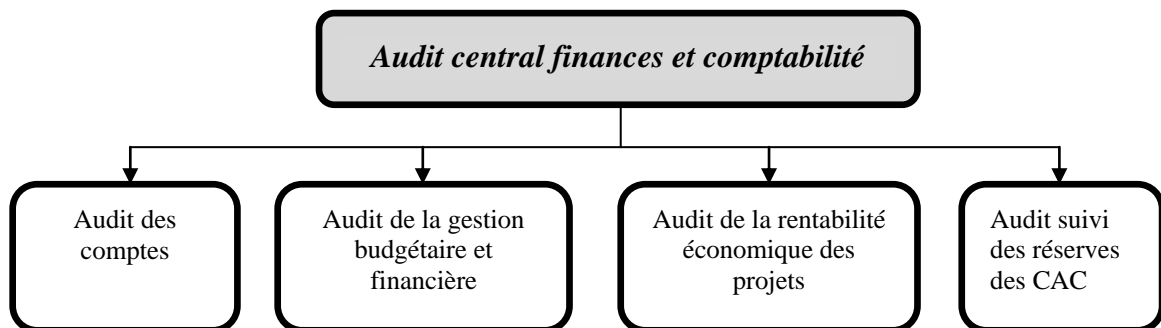 Audit central finances et comptabilité
Audit des
comptes
Audit de la gestion
budgétaire et
financière
Audit de la rentabilité
économique des
projets
Audit suivi
des réserves
des CAC